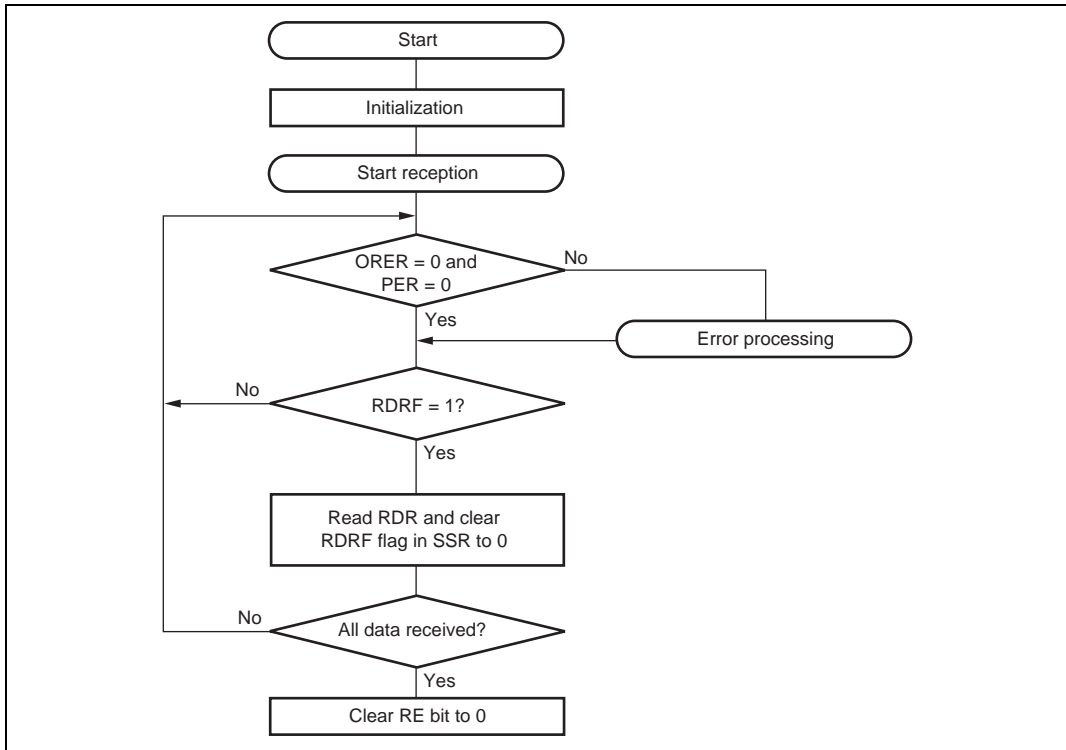 Start
Initialization
Start reception
ORER = 0 and
PER = 0
No
Yes
Error processing
No
RDRF = 1?
Yes
Read RDR and clear
RDRF flag in SSR to 0
No
All data received?
Yes
Clear RE bit to 0